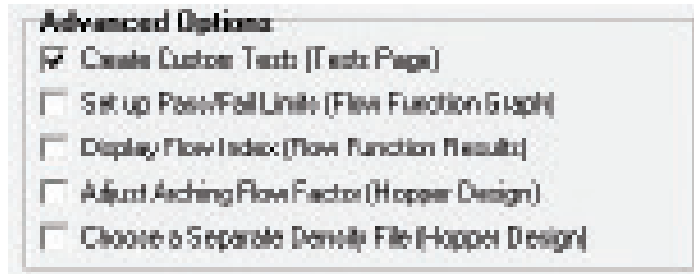 Advanced Options
Create Custom Tests (Tests Page)
Set up Pass/Fail Limits (Flow Function Graph)
Display Flow Index (Flow Function Results)
Adjust Arching Flow Factor (Hopper Design)
Choose a Separate Density File (Hopper Design)